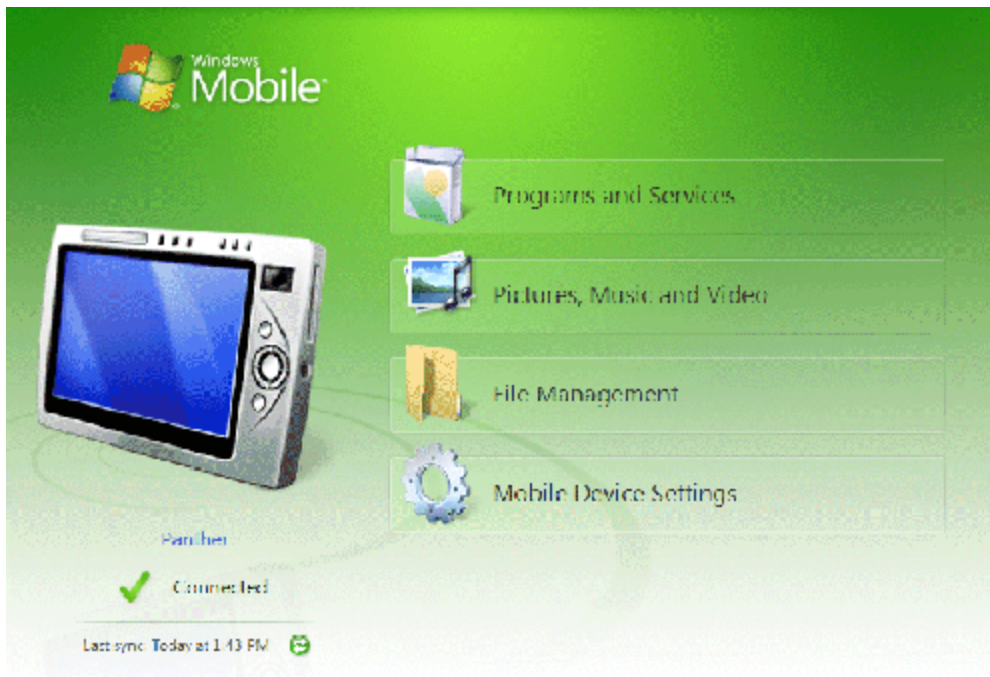 Windows
Mobile
Programs and Services
Pictures, Music and Video
File Management
Mobile Device Settings
Panther
Connected
Last sync: Today at 1:43 PM